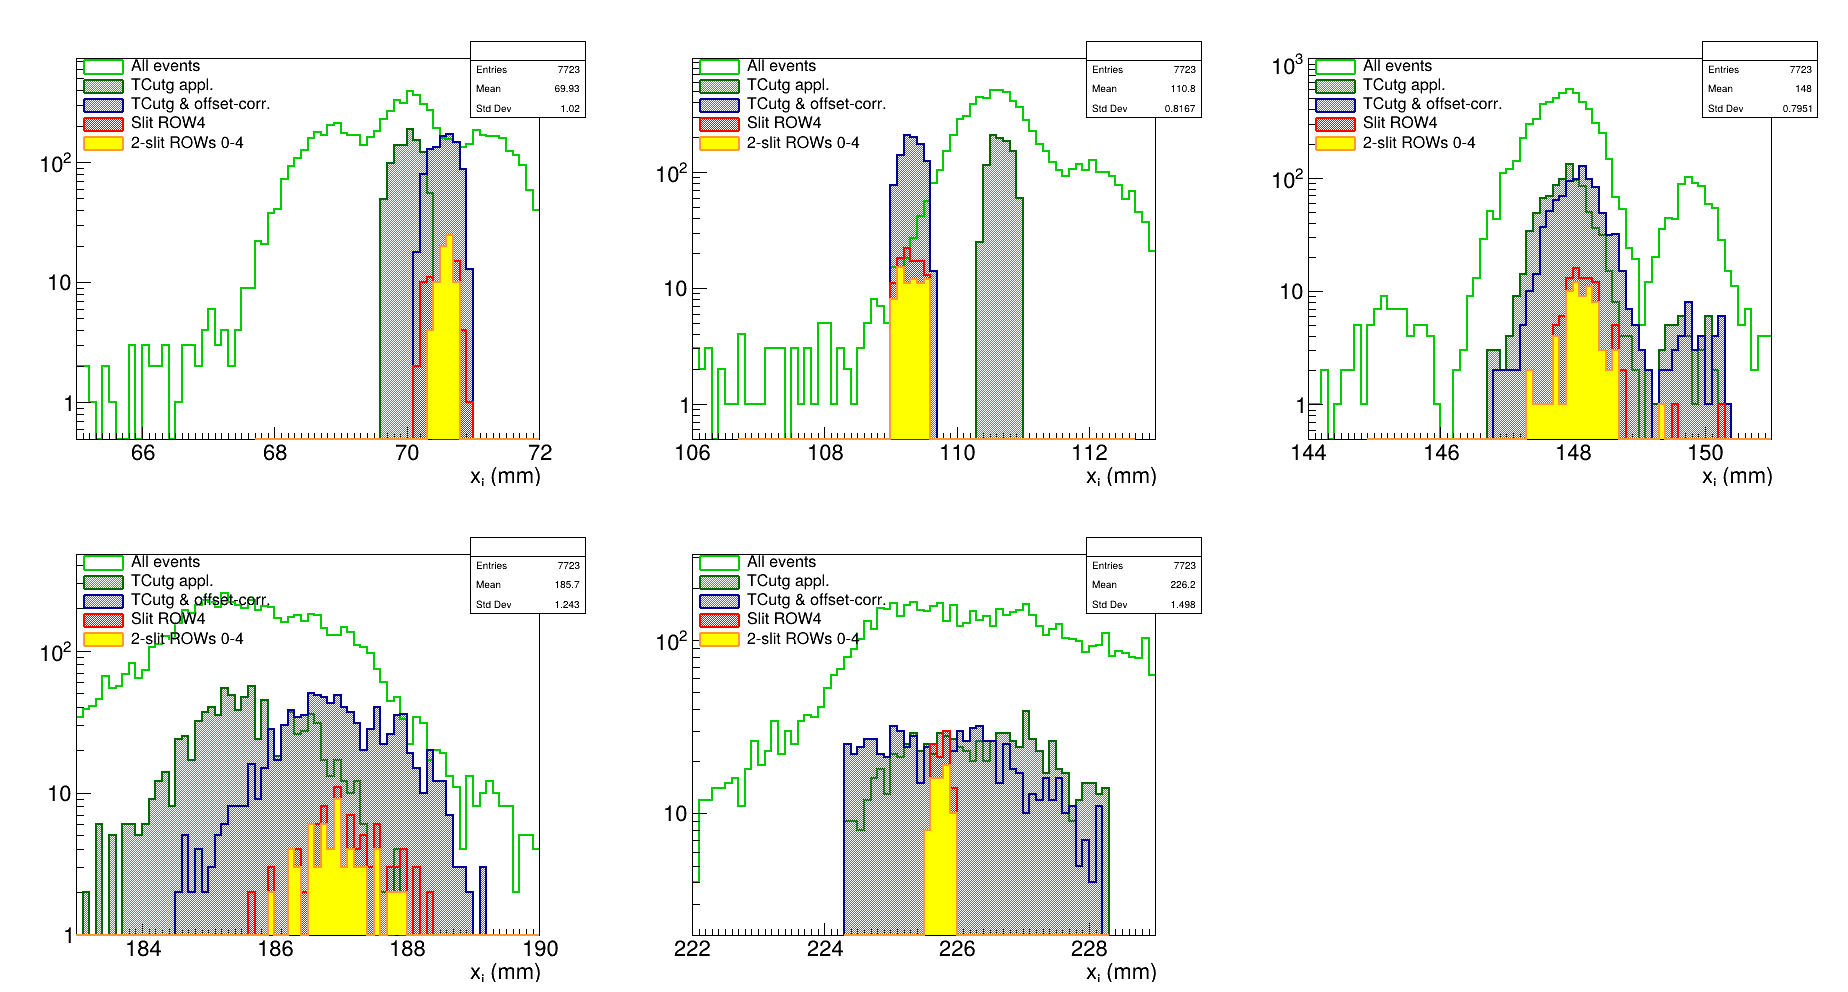 All events
TCutg appl.
TCutg & offset-corr.
Slit ROW4
2-slit ROWs 0-4
Entries 7723
Mean 69.93
Std Dev 1.02
10²
10
1
66 68 70 72
x_i (mm)
All events
TCutg appl.
TCutg & offset-corr.
Slit ROW4
2-slit ROWs 0-4
Entries 7723
Mean 110.8
Std Dev 0.8167
10²
10
1
106 108 110 112
x_i (mm)
All events
TCutg appl.
TCutg & offset-corr.
Slit ROW4
2-slit ROWs 0-4
Entries 7723
Mean 148
Std Dev 0.7951
10³
10²
10
1
144 146 148 150
x_i (mm)
All events
TCutg appl.
TCutg & offset-corr.
Slit ROW4
2-slit ROWs 0-4
Entries 7723
Mean 185.7
Std Dev 1.243
10²
10
1
184 186 188 190
x_i (mm)
All events
TCutg appl.
TCutg & offset-corr.
Slit ROW4
2-slit ROWs 0-4
Entries 7723
Mean 226.2
Std Dev 1.498
10²
10
222 224 226 228
x_i (mm)